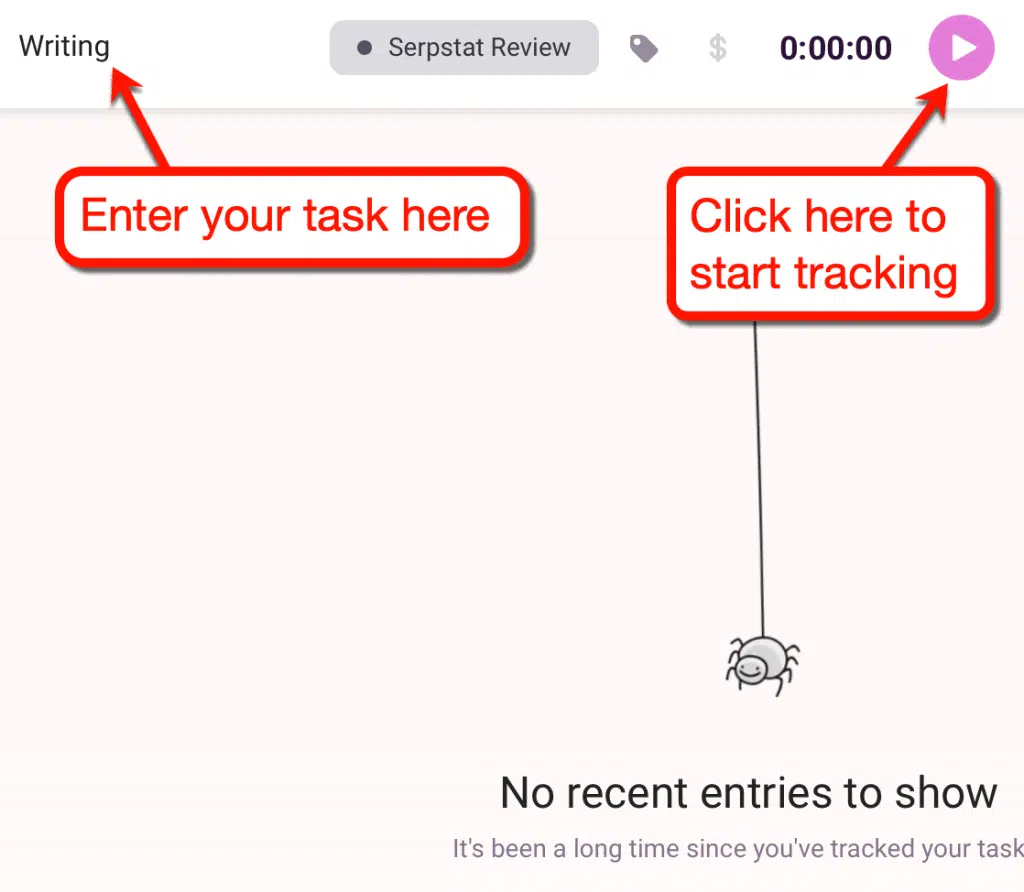 Writing
Serpstat Review
$
0:00:00
Enter your task here
Click here to
start tracking
No recent entries to show
It's been a long time since you've tracked your task